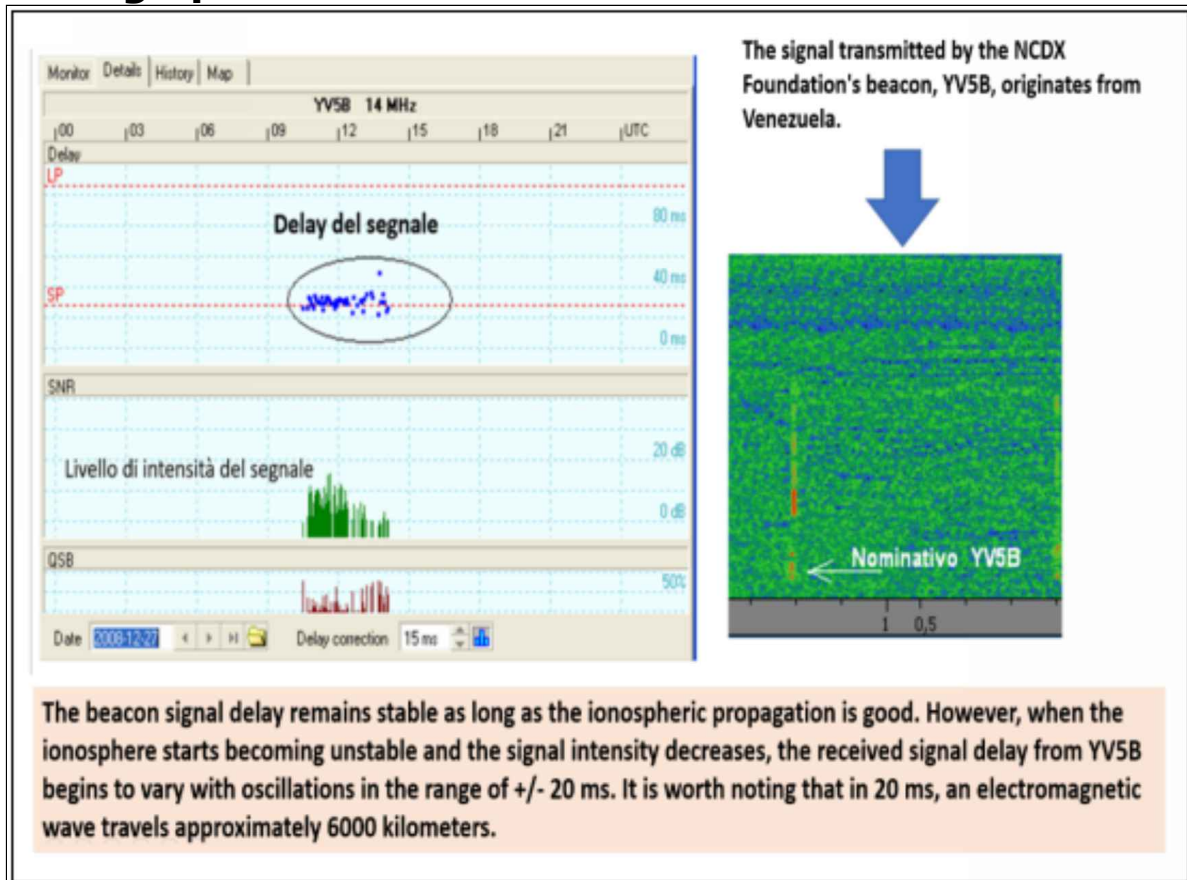 Monitor Details History Map
YV5B 14 MHz
00 03 06 09 12 15 18 21 UTC
Delay
LP
80 ms
Delay del segnale
40 ms
SP
0 ms
SNR
20 dB
Livello di intensità del segnale
0 dB
QSB
50%
Date 2008-12-27 Delay correction 15 ms
The signal transmitted by the NCDX
Foundation's beacon, YV5B, originates from
Venezuela.
Nominativo YV5B
1 0,5
The beacon signal delay remains stable as long as the ionospheric propagation is good. However, when the
ionosphere starts becoming unstable and the signal intensity decreases, the received signal delay from YV5B
begins to vary with oscillations in the range of +/- 20 ms. It is worth noting that in 20 ms, an electromagnetic
wave travels approximately 6000 kilometers.